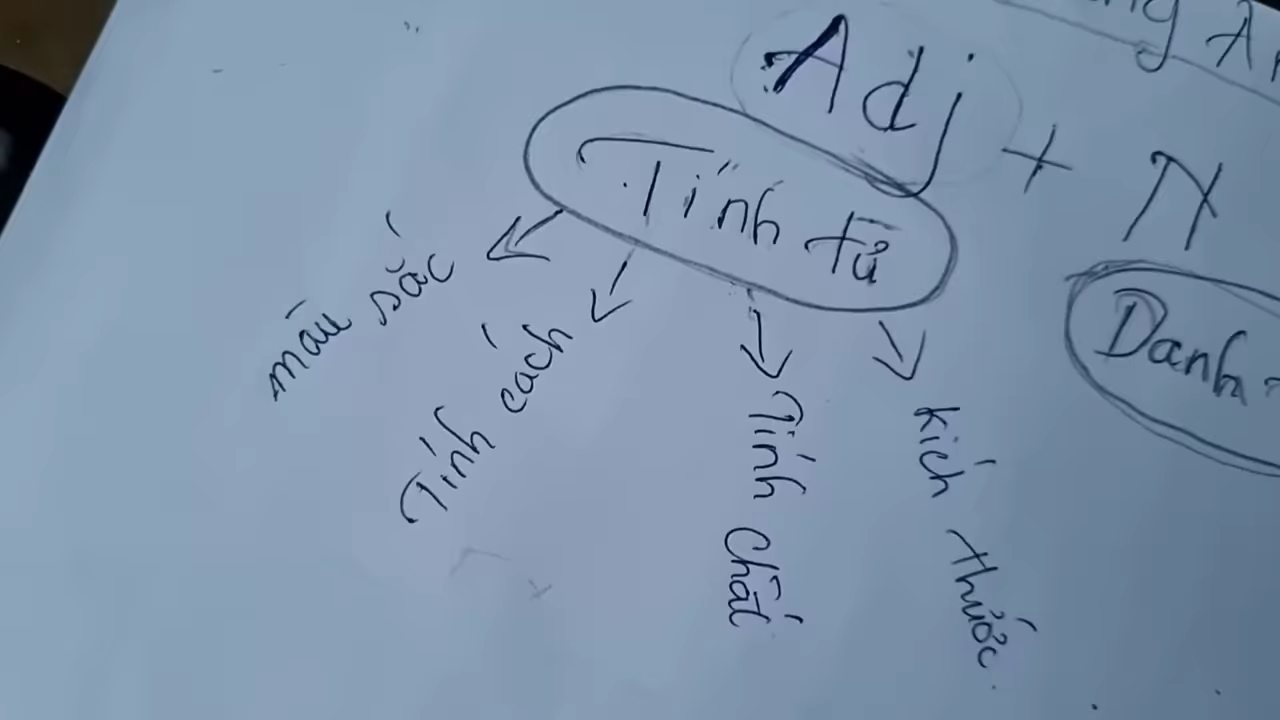 Adj + N
Tính từ
Danh
màu sắc
Tính cách
Tính chất
kích thước.